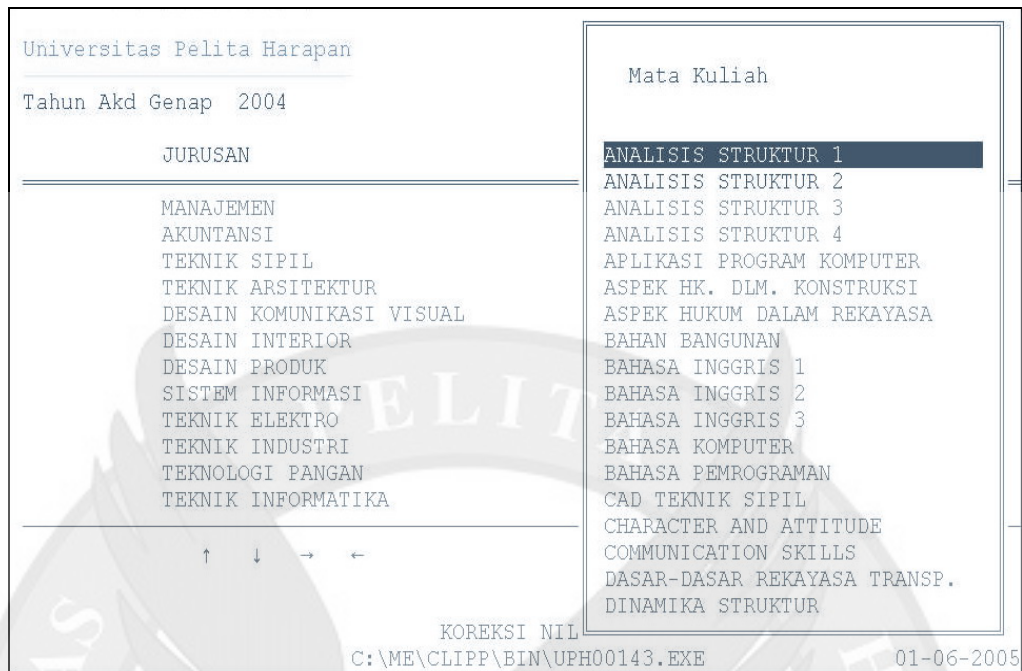 Universitas Pelita Harapan
Tahun Akd Genap 2004
JURUSAN
MANAJEMEN
AKUNTANSI
TEKNIK SIPIL
TEKNIK ARSITEKTUR
DESAIN KOMUNIKASI VISUAL
DESAIN INTERIOR
DESAIN PRODUK
SISTEM INFORMASI
TEKNIK ELEKTRO
TEKNIK INDUSTRI
TEKNOLOGI PANGAN
TEKNIK INFORMATIKA
↑ ↓ → ←
Mata Kuliah
ANALISIS STRUKTUR 1
ANALISIS STRUKTUR 2
ANALISIS STRUKTUR 3
ANALISIS STRUKTUR 4
APLIKASI PROGRAM KOMPUTER
ASPEK HK. DLM. KONSTRUKSI
ASPEK HUKUM DALAM REKAYASA
BAHAN BANGUNAN
BAHASA INGGRIS 1
BAHASA INGGRIS 2
BAHASA INGGRIS 3
BAHASA KOMPUTER
BAHASA PEMROGRAMAN
CAD TEKNIK SIPIL
CHARACTER AND ATTITUDE
COMMUNICATION SKILLS
DASAR-DASAR REKAYASA TRANSP.
DINAMIKA STRUKTUR
KOREKSI NIL
C:\ME\CLIPP\BIN\UPH00143.EXE 01-06-2005
PELITA